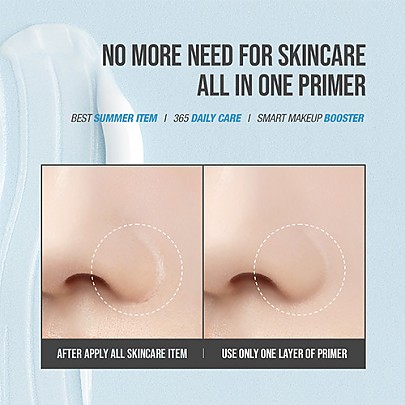 NO MORE NEED FOR SKINCARE
ALL IN ONE PRIMER
BEST SUMMER ITEM | 365 DAILY CARE | SMART MAKEUP BOOSTER
AFTER APPLY ALL SKINCARE ITEM | USE ONLY ONE LAYER OF PRIMER